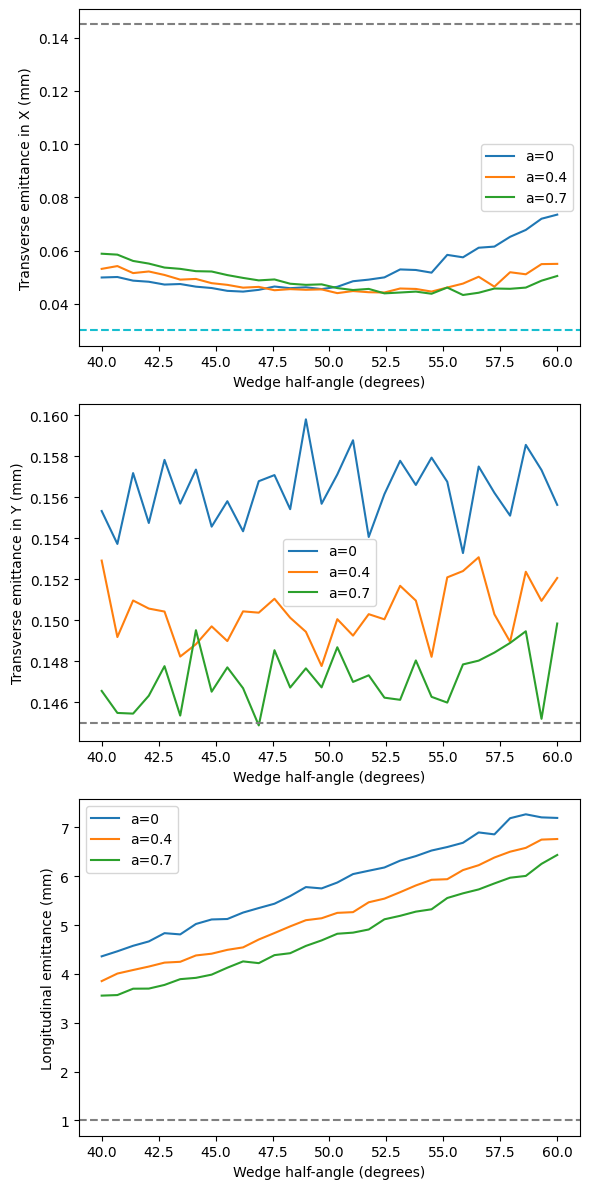 Transverse emittance in X (mm)
0.14
0.12
0.10
0.08
0.06
0.04
a=0
a=0.4
a=0.7
40.0 42.5 45.0 47.5 50.0 52.5 55.0 57.5 60.0
Wedge half-angle (degrees)
Transverse emittance in Y (mm)
0.160
0.158
0.156
0.154
0.152
0.150
0.148
0.146
a=0
a=0.4
a=0.7
40.0 42.5 45.0 47.5 50.0 52.5 55.0 57.5 60.0
Wedge half-angle (degrees)
Longitudinal emittance (mm)
7
6
5
4
3
2
1
a=0
a=0.4
a=0.7
40.0 42.5 45.0 47.5 50.0 52.5 55.0 57.5 60.0
Wedge half-angle (degrees)